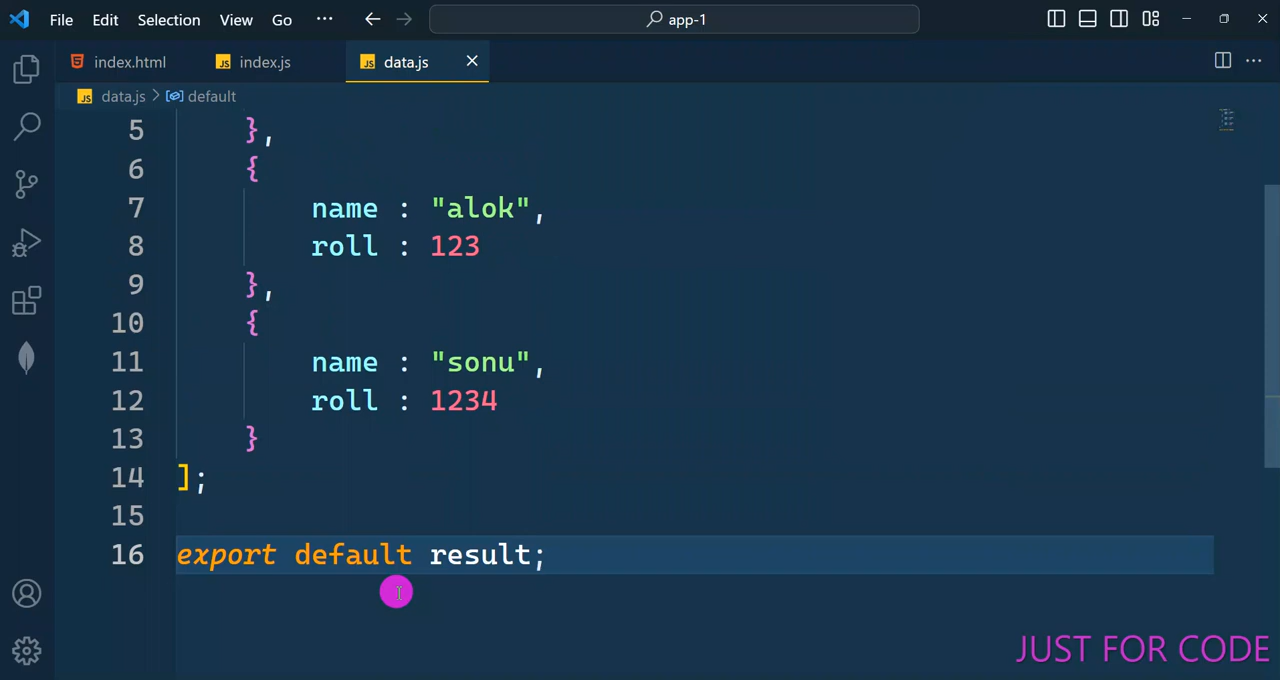 File Edit Selection View Go ··· app-1
index.html index.js data.js
data.js > default
5 },
6 {
7 name : "alok",
8 roll : 123
9 },
10 {
11 name : "sonu",
12 roll : 1234
13 }
14 ];
15
16 export default result;
JUST FOR CODE